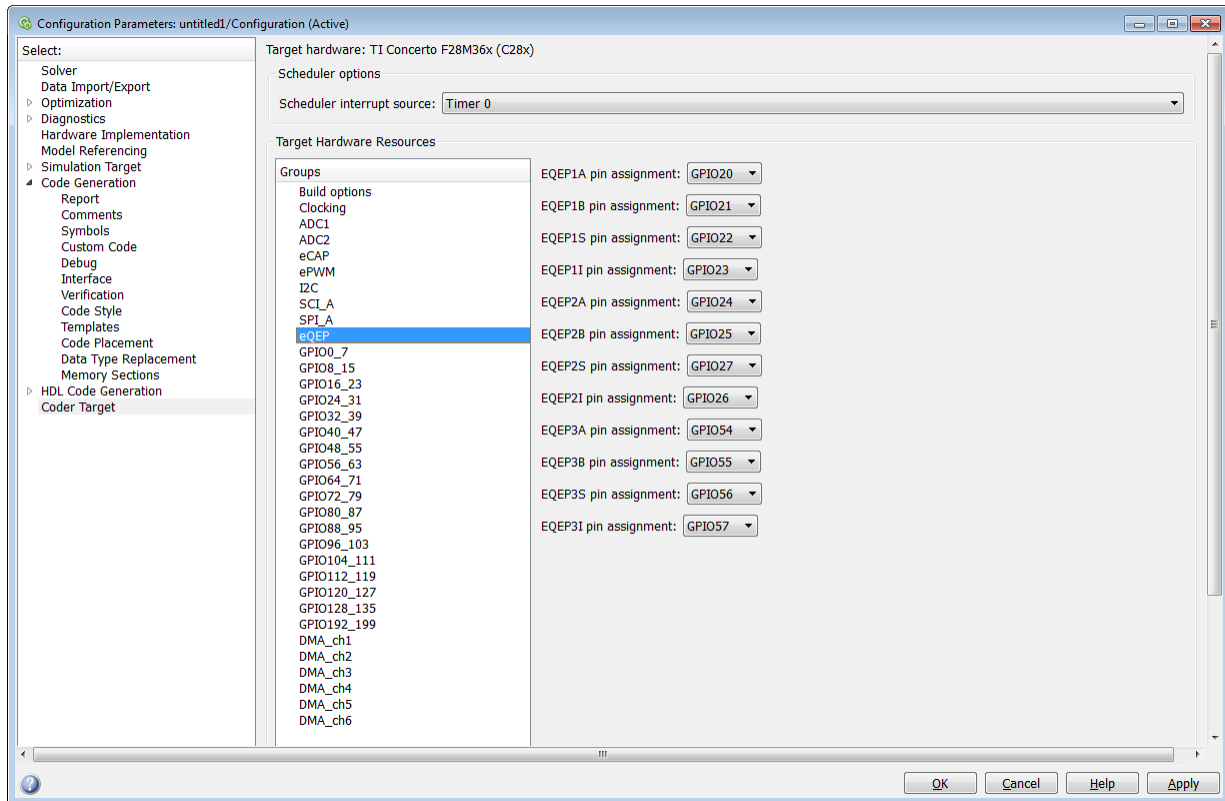 Configuration Parameters: untitled1/Configuration (Active)
Select:
Solver
Data Import/Export
Optimization
Diagnostics
Hardware Implementation
Model Referencing
Simulation Target
Code Generation
Report
Comments
Symbols
Custom Code
Debug
Interface
Verification
Code Style
Templates
Code Placement
Data Type Replacement
Memory Sections
HDL Code Generation
Coder Target
Target hardware: TI Concerto F28M36x (C28x)
Scheduler options
Scheduler interrupt source: Timer 0
Target Hardware Resources
Groups
Build options
Clocking
ADC1
ADC2
eCAP
ePWM
I2C
SCI_A
SPI_A
eQEP
GPIO0_7
GPIO8_15
GPIO16_23
GPIO24_31
GPIO32_39
GPIO40_47
GPIO48_55
GPIO56_63
GPIO64_71
GPIO72_79
GPIO80_87
GPIO88_95
GPIO96_103
GPIO104_111
GPIO112_119
GPIO120_127
GPIO128_135
GPIO192_199
DMA_ch1
DMA_ch2
DMA_ch3
DMA_ch4
DMA_ch5
DMA_ch6
EQEP1A pin assignment: GPIO20
EQEP1B pin assignment: GPIO21
EQEP1S pin assignment: GPIO22
EQEP1I pin assignment: GPIO23
EQEP2A pin assignment: GPIO24
EQEP2B pin assignment: GPIO25
EQEP2S pin assignment: GPIO27
EQEP2I pin assignment: GPIO26
EQEP3A pin assignment: GPIO54
EQEP3B pin assignment: GPIO55
EQEP3S pin assignment: GPIO56
EQEP3I pin assignment: GPIO57
OK Cancel Help Apply